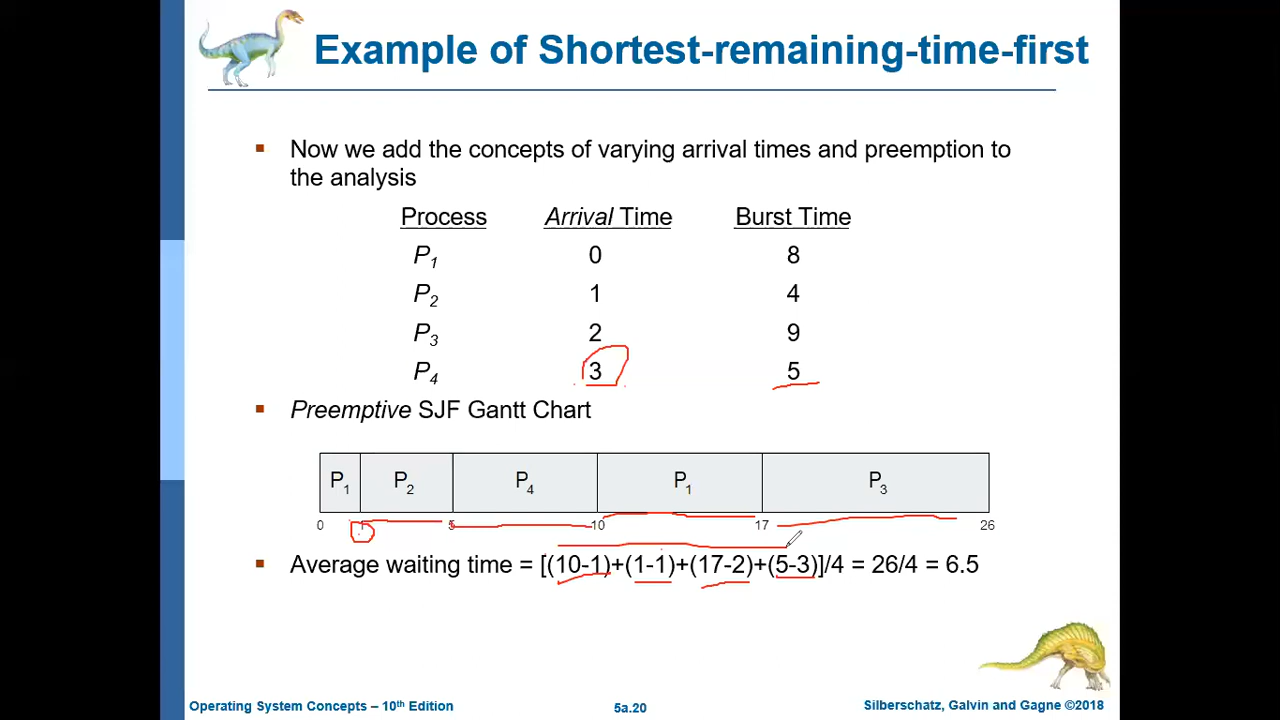 Example of Shortest-remaining-time-first
▪ Now we add the concepts of varying arrival times and preemption to
the analysis
Process Arrival Time Burst Time
P1 0 8
P2 1 4
P3 2 9
P4 3 5
▪ Preemptive SJF Gantt Chart
P1 P2 P4 P1 P3
0 1 5 10 17 26
▪ Average waiting time = [(10-1)+(1-1)+(17-2)+(5-3)]/4 = 26/4 = 6.5
Operating System Concepts – 10th Edition 5a.20 Silberschatz, Galvin and Gagne ©2018